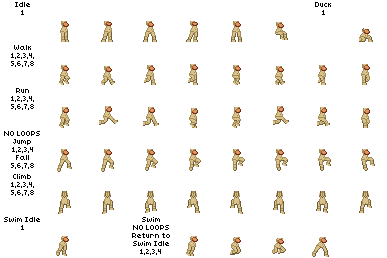 Idle
1
Duck
1
Walk
1,2,3,4,
5,6,7,8
Run
1,2,3,4,
5,6,7,8
NO LOOPS
Jump
1,2,3,4
Fall
5,6,7,8
Climb
1,2,3,4,
5,6,7,8
Swim Idle
1
Swim
NO LOOPS
Return to
Swim Idle
1,2,3,4